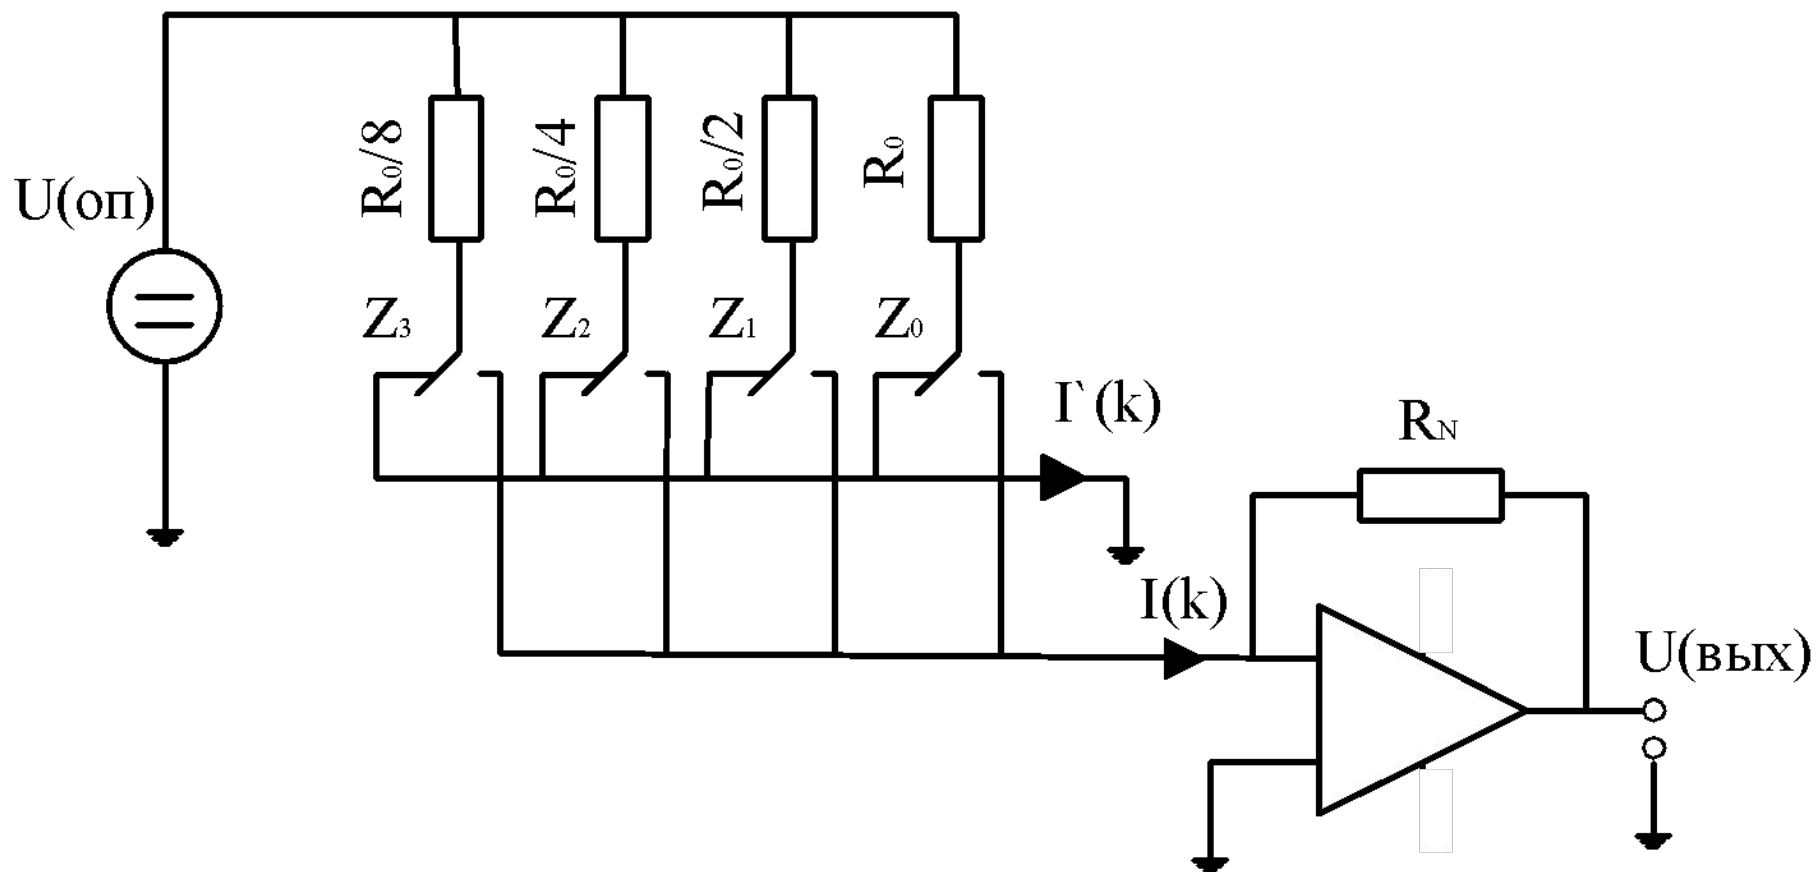 U(оп)
R₀/8
R₀/4
R₀/2
R₀
Z₃
Z₂
Z₁
Z₀
I`(k)
R_N
I(k)
U(вых)